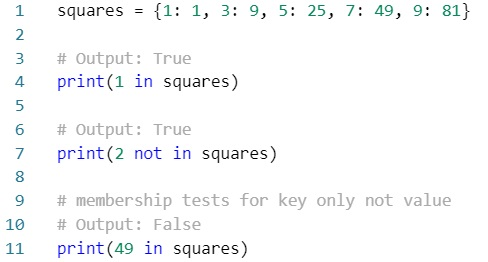 1 squares = {1: 1, 3: 9, 5: 25, 7: 49, 9: 81}
2
3 # Output: True
4 print(1 in squares)
5
6 # Output: True
7 print(2 not in squares)
8
9 # membership tests for key only not value
10 # Output: False
11 print(49 in squares)